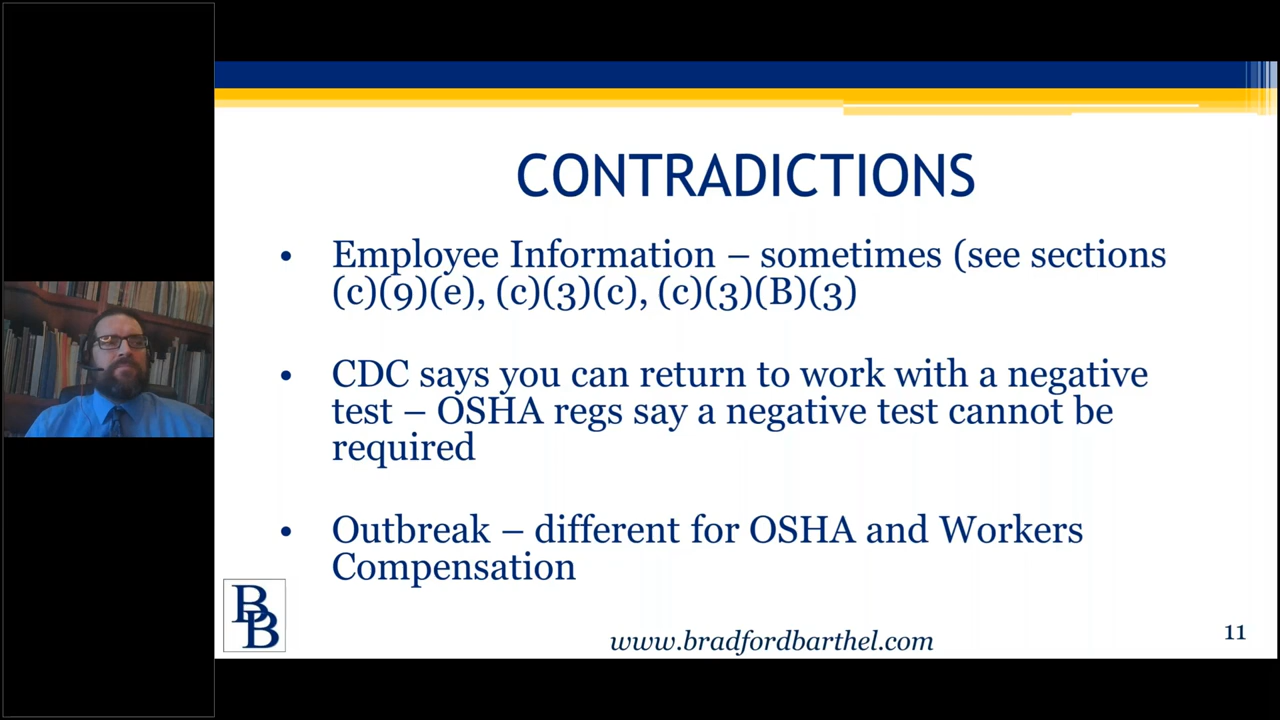 CONTRADICTIONS
• Employee Information – sometimes (see sections
(c)(9)(e), (c)(3)(c), (c)(3)(B)(3)
• CDC says you can return to work with a negative
test – OSHA regs say a negative test cannot be
required
• Outbreak – different for OSHA and Workers
Compensation
BB
www.bradfordbarthel.com
11